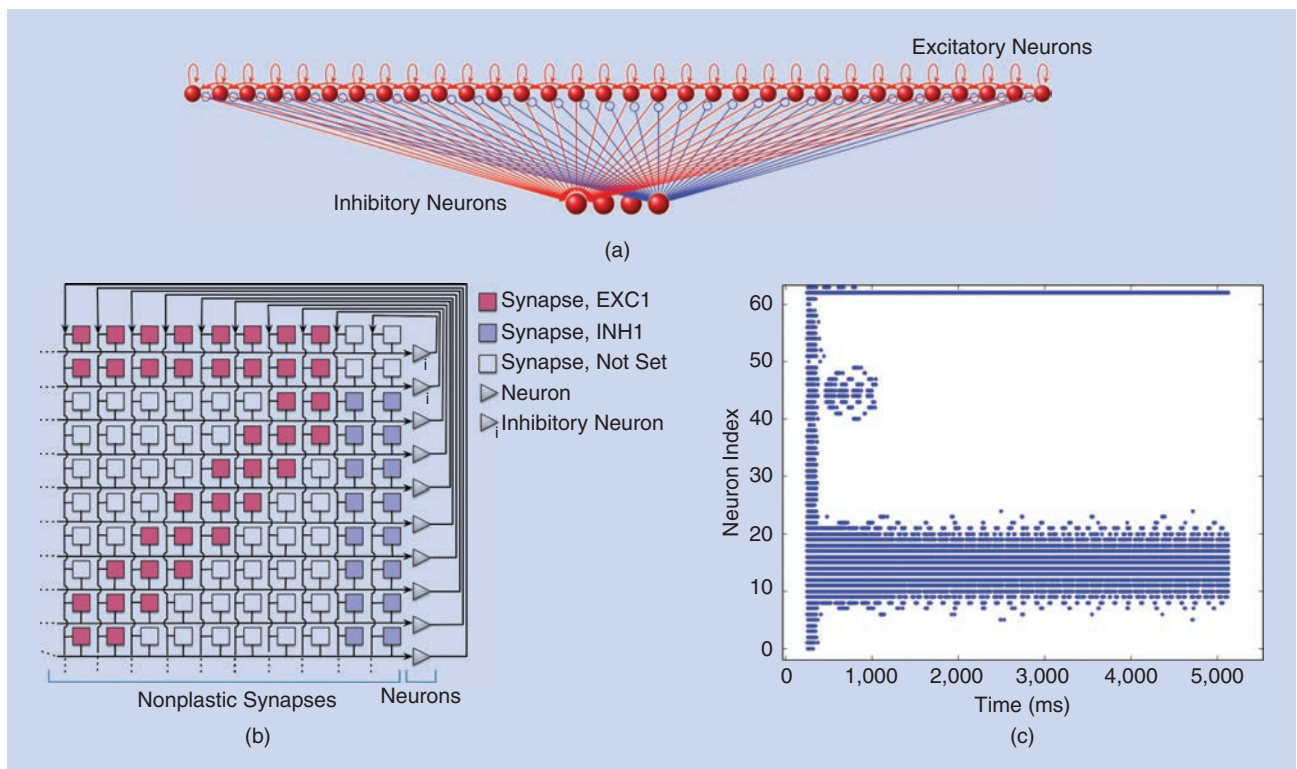 Excitatory Neurons
Inhibitory Neurons
(a)
Synapse, EXC1
Synapse, INH1
Synapse, Not Set
Neuron
i
Inhibitory Neuron
i
i
Nonplastic Synapses
Neurons
(b)
60
50
40
30
20
10
0
Neuron Index
0
1,000
2,000
3,000
4,000
5,000
Time (ms)
(c)